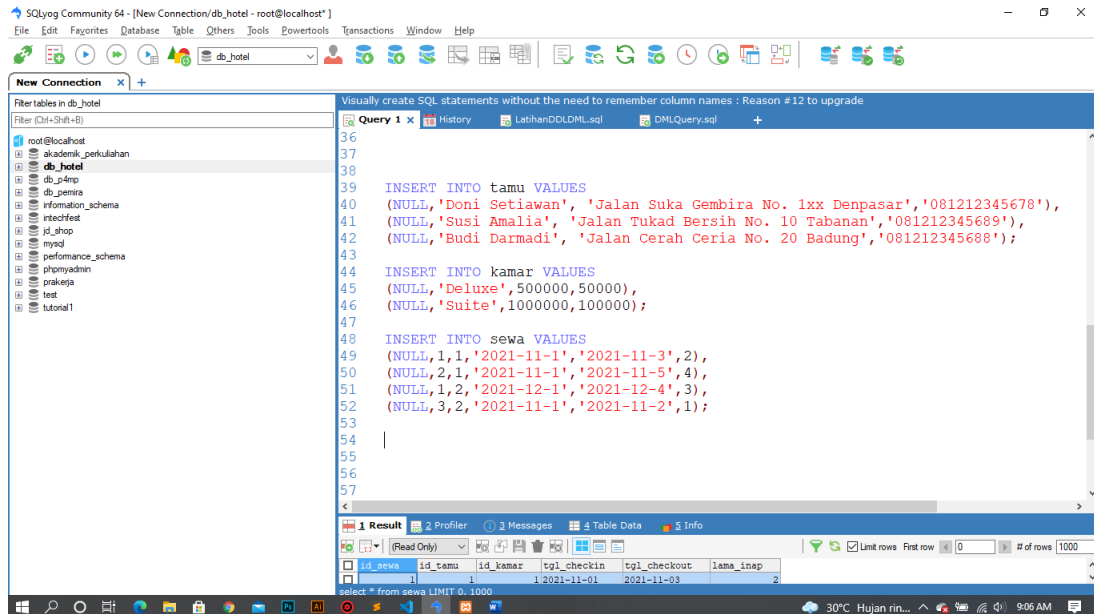 SQLyog Community 64 - [New Connection/db_hotel - root@localhost* ]
File Edit Favorites Database Table Others Tools Powertools Transactions Window Help
db_hotel
New Connection x +
Filter tables in db_hotel
Filter (Ctrl+Shift+B)
root@localhost
akademik_perkuliahan
db_hotel
db_p4mp
db_pemira
information_schema
intechfest
jd_shop
mysql
performance_schema
phpmyadmin
prakerja
test
tutorial1
Visually create SQL statements without the need to remember column names : Reason #12 to upgrade
Query 1 x 18 History LatihanDDLDML.sql DMLQuery.sql +
36
37
38
39 INSERT INTO tamu VALUES
40 (NULL,'Doni Setiawan', 'Jalan Suka Gembira No. 1xx Denpasar','081212345678'),
41 (NULL,'Susi Amalia', 'Jalan Tukad Bersih No. 10 Tabanan','081212345689'),
42 (NULL,'Budi Darmadi', 'Jalan Cerah Ceria No. 20 Badung','081212345688');
43
44 INSERT INTO kamar VALUES
45 (NULL,'Deluxe',500000,50000),
46 (NULL,'Suite',1000000,100000);
47
48 INSERT INTO sewa VALUES
49 (NULL,1,1,'2021-11-1','2021-11-3',2),
50 (NULL,2,1,'2021-11-1','2021-11-5',4),
51 (NULL,1,2,'2021-12-1','2021-12-4',3),
52 (NULL,3,2,'2021-11-1','2021-11-2',1);
53
54
55
56
57
1 Result 2 Profiler 3 Messages 4 Table Data 5 Info
(Read Only) Limit rows First row 0 # of rows 1000
id_sewa id_tamu id_kamar tgl_checkin tgl_checkout lama_inap
1 1 1 2021-11-01 2021-11-03 2
select * from sewa LIMIT 0, 1000
Ps Ai W 30°C Hujan rin... 9:06 AM